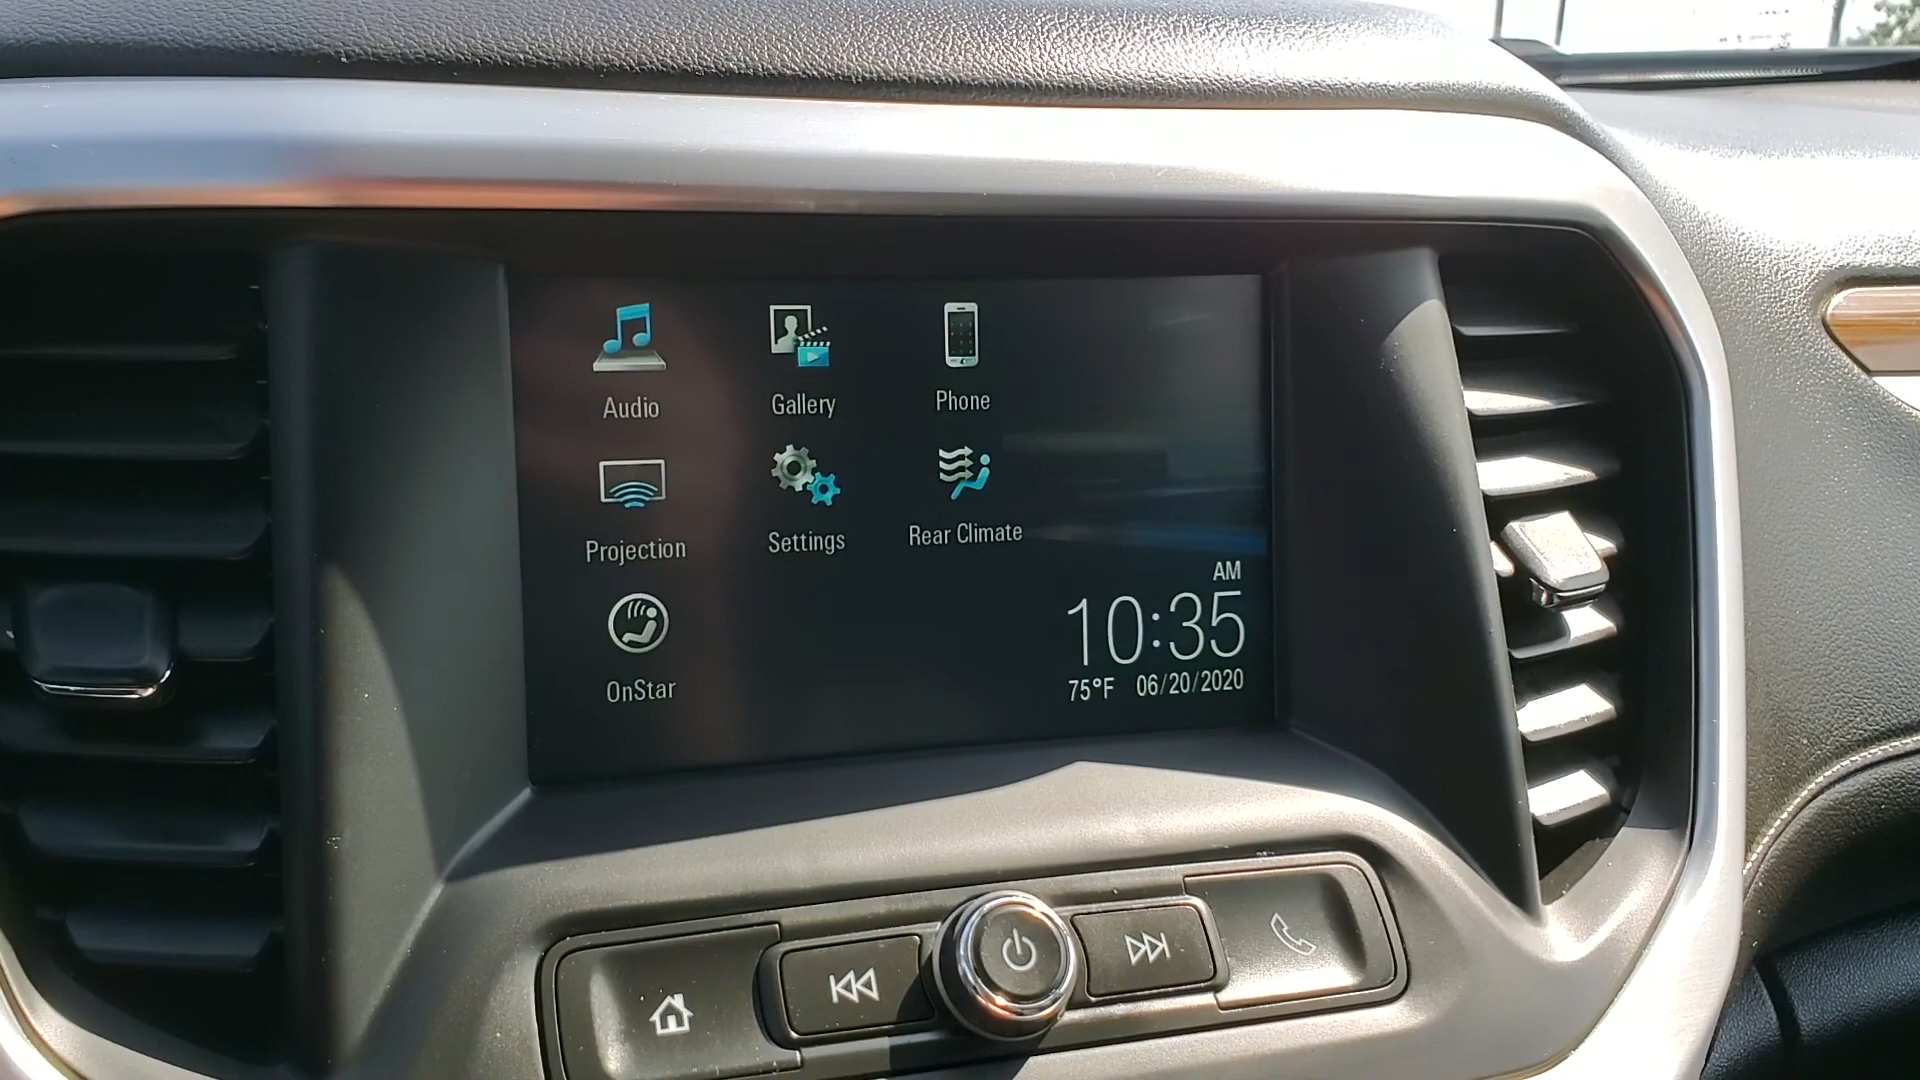 Audio
Gallery
Phone
Projection
Settings
Rear Climate
OnStar
AM
10:35
75°F 06/20/2020